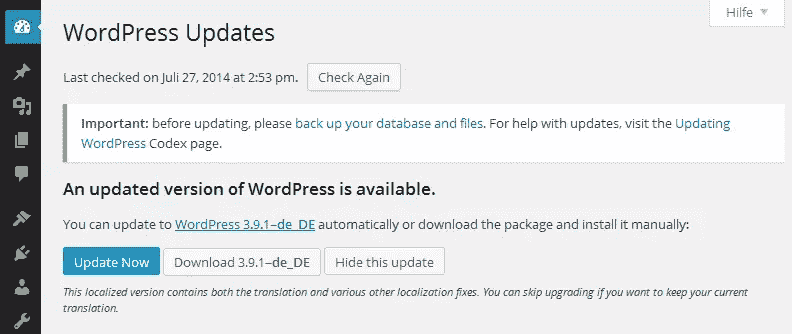 Hilfe
WordPress Updates
Last checked on Juli 27, 2014 at 2:53 pm. Check Again
Important: before updating, please back up your database and files. For help with updates, visit the Updating
WordPress Codex page.
An updated version of WordPress is available.
You can update to WordPress 3.9.1–de_DE automatically or download the package and install it manually:
Update Now Download 3.9.1–de_DE Hide this update
This localized version contains both the translation and various other localization fixes. You can skip upgrading if you want to keep your current
translation.